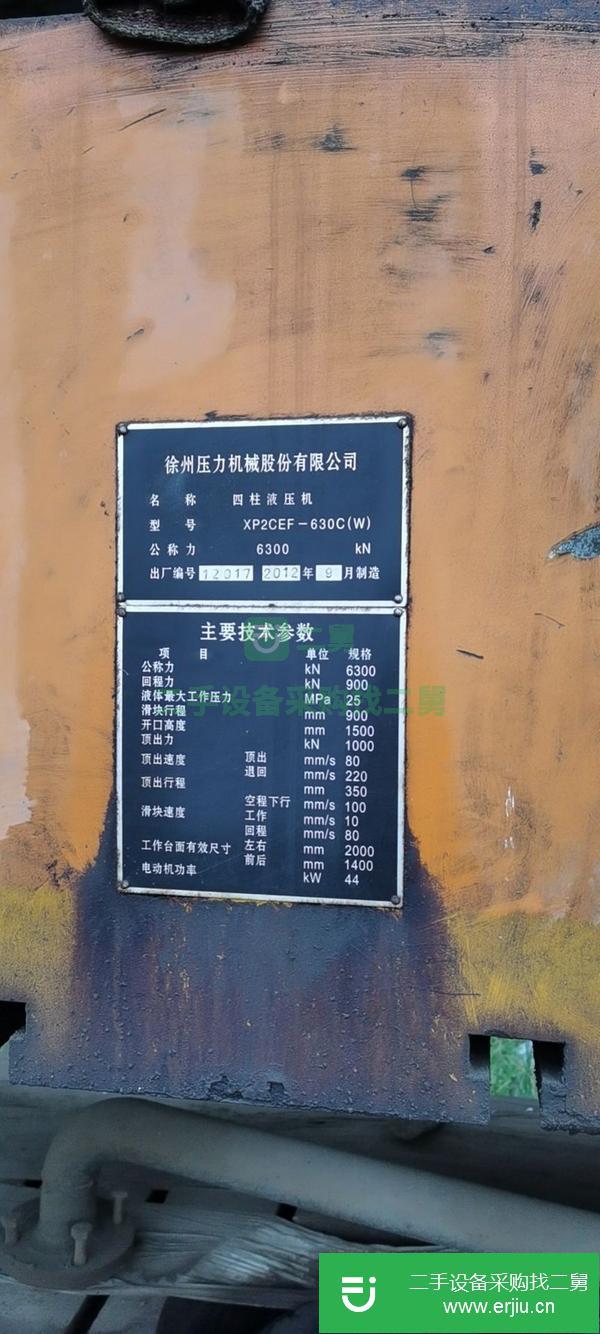 徐州压力机械股份有限公司
名 称 四柱液压机
型 号 XP2CEF-630C(W)
公称力 6300 kN
出厂编号 12017 2012年 9 月制造
主要技术参数
项 目 单位 规格
公称力 kN 6300
回程力 kN 900
液体最大工作压力 MPa 25
滑块行程 mm 900
开口高度 mm 1500
顶出力 kN 1000
顶出速度 顶出 mm/s 80
退回 mm/s 220
顶出行程 mm 350
滑块速度 空程下行 mm/s 100
工作 mm/s 10
回程 mm/s 80
工作台面有效尺寸 左右 mm 2000
前后 mm 1400
电动机功率 kW 44
二舅
二手设备采购找二舅
二手设备采购找二舅
www.erjiu.cn